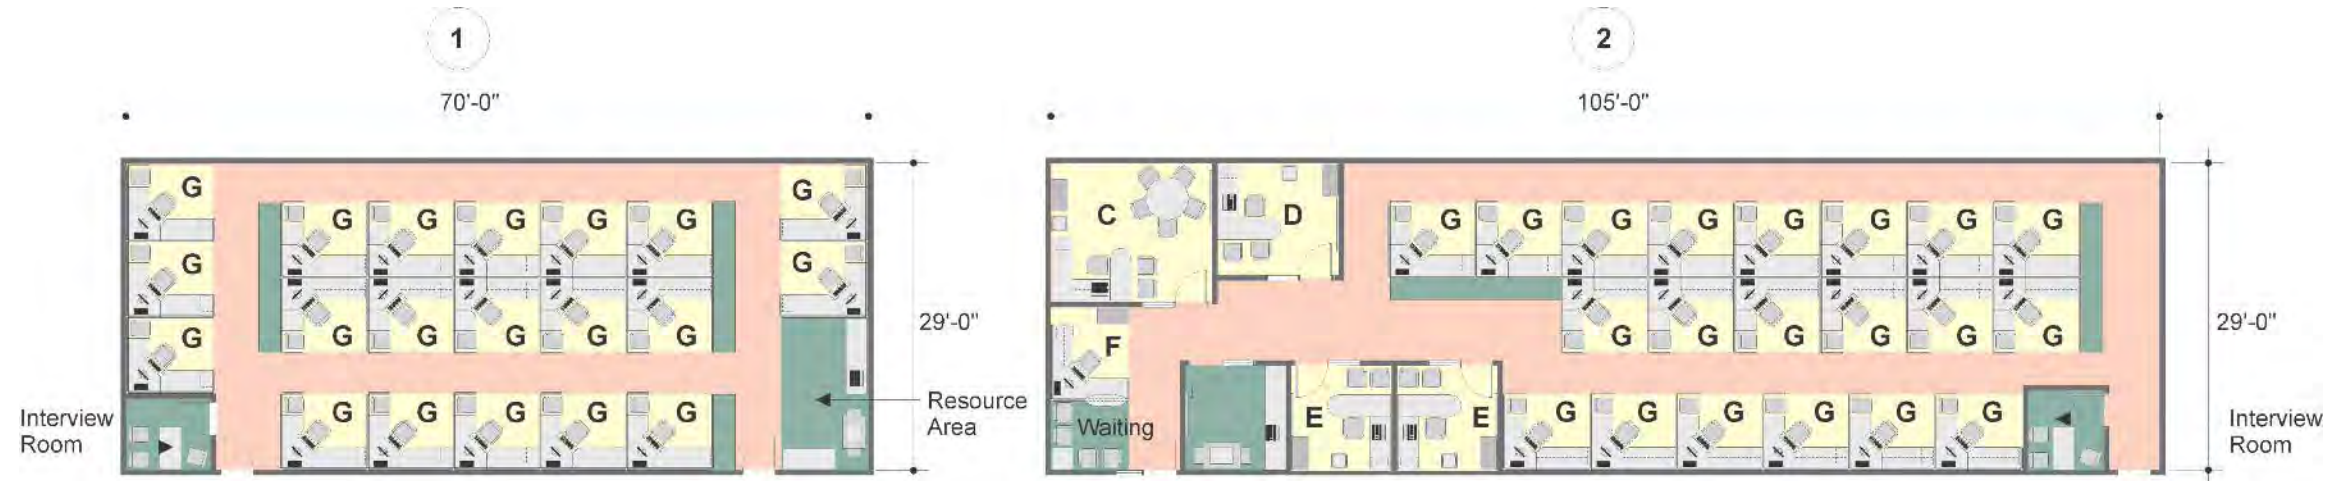 1
2
70'-0"
105'-0"
G G C D
G G G G G G G G G G G G G
G G
G G G G G G G G G G G
29'-0" 29'-0"
G F
Resource
Area
G G G G G E E G G G G G G
Interview
Room
Waiting
Interview
Room